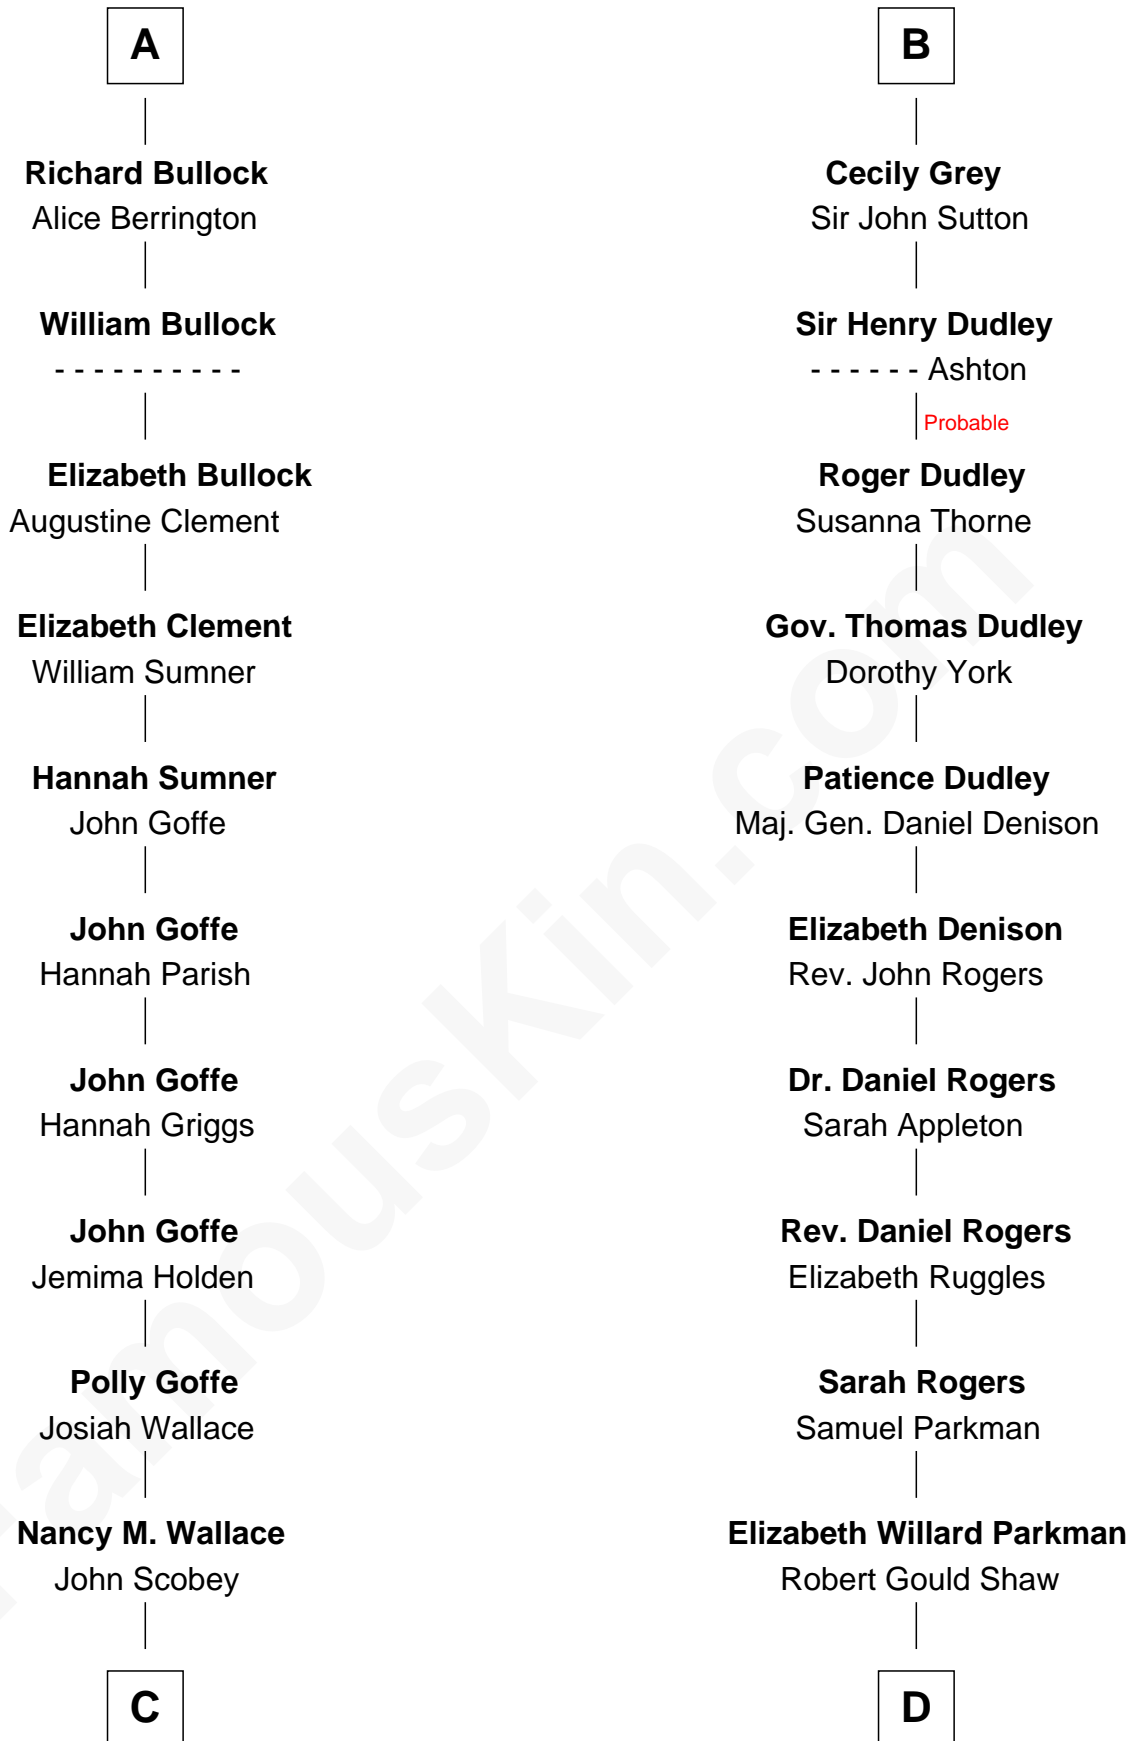 A
Richard Bullock
Alice Berrington
William Bullock
- - - - - - - - - -
Elizabeth Bullock
Augustine Clement
Elizabeth Clement
William Sumner
Hannah Sumner
John Goffe
John Goffe
Hannah Parish
John Goffe
Hannah Griggs
John Goffe
Jemima Holden
Polly Goffe
Josiah Wallace
Nancy M. Wallace
John Scobey
C
B
Cecily Grey
Sir John Sutton
Sir Henry Dudley
- - - - - - Ashton
Probable
Roger Dudley
Susanna Thorne
Gov. Thomas Dudley
Dorothy York
Patience Dudley
Maj. Gen. Daniel Denison
Elizabeth Denison
Rev. John Rogers
Dr. Daniel Rogers
Sarah Appleton
Rev. Daniel Rogers
Elizabeth Ruggles
Sarah Rogers
Samuel Parkman
Elizabeth Willard Parkman
Robert Gould Shaw
D
FamousKin.com